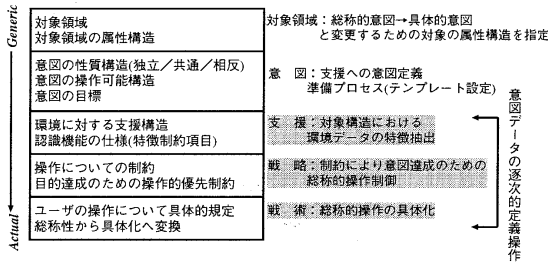 Generic
対象領域
対象領域の属性構造
対象領域：総称的意図→具体的意図
と変更するための対象の属性構造を指定
意図の性質構造(独立／共通／相反)
意図の操作可能構造
意図の目標
意　図：支援への意図定義
準備プロセス(テンプレート設定)
環境に対する支援構造
認識機能の仕様(特徴制約項目)
支　援：対象構造における
環境データの特徴抽出
操作についての制約
目的達成のための操作的優先制約
戦　略：制約により意図達成のための
総称的操作制御
ユーザの操作について具体的規定
総称性から具体化へ変換
戦　術：総称的操作の具体化
Actual
意図データの逐次的定義操作